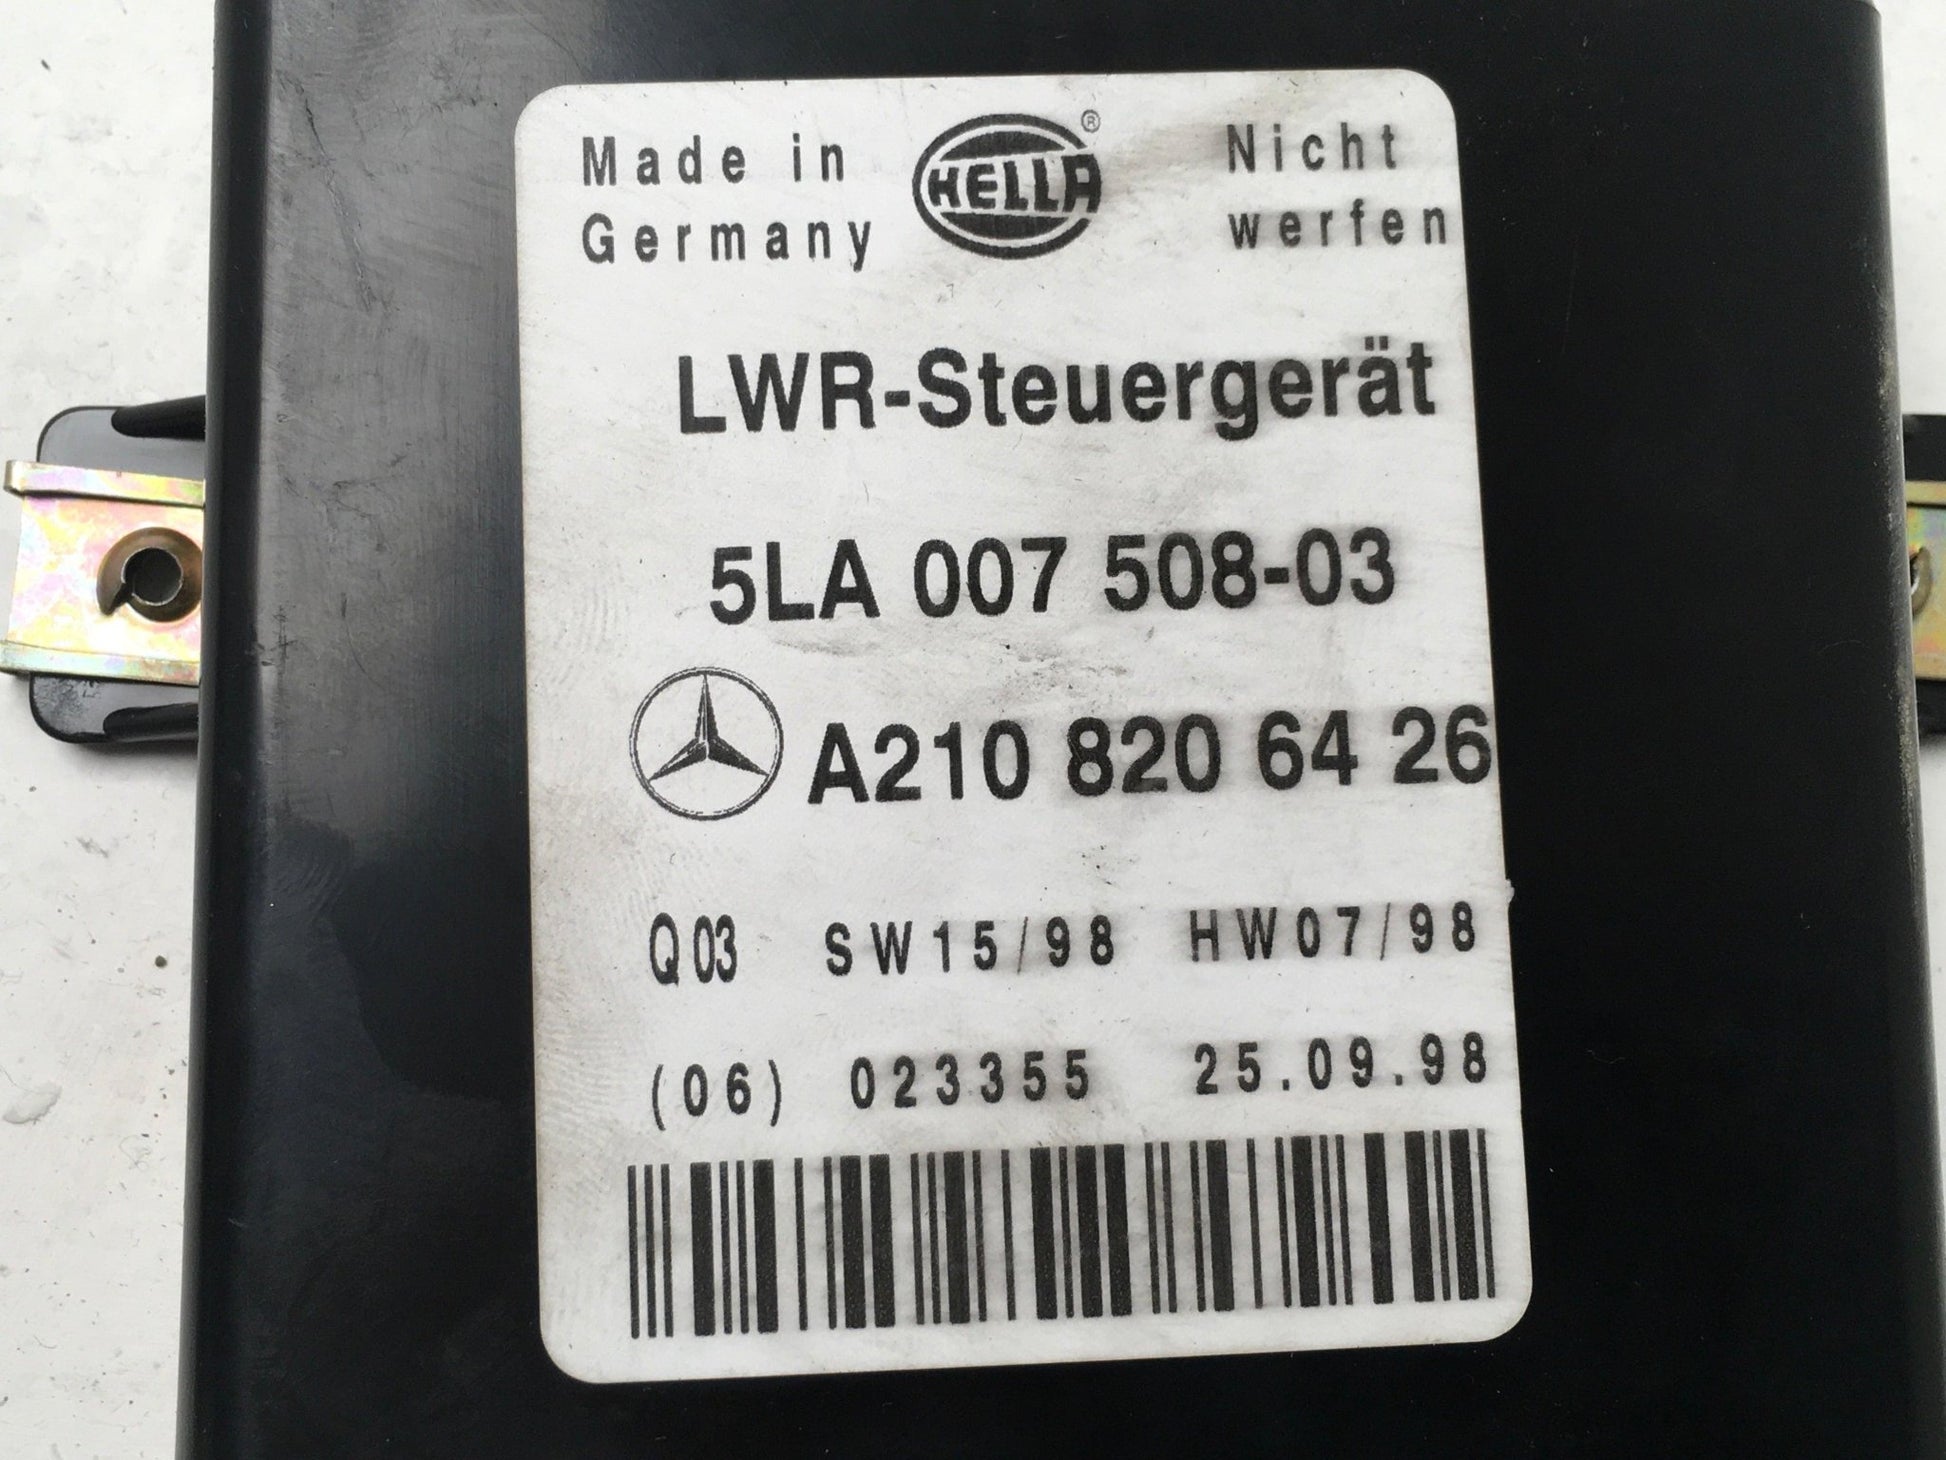 Made in
Germany
HELLA®
Nicht
werfen
LWR-Steuergerät
5LA 007 508-03
A210 820 64 26
Q03 SW15/98 HW07/98
(06) 023355 25.09.98